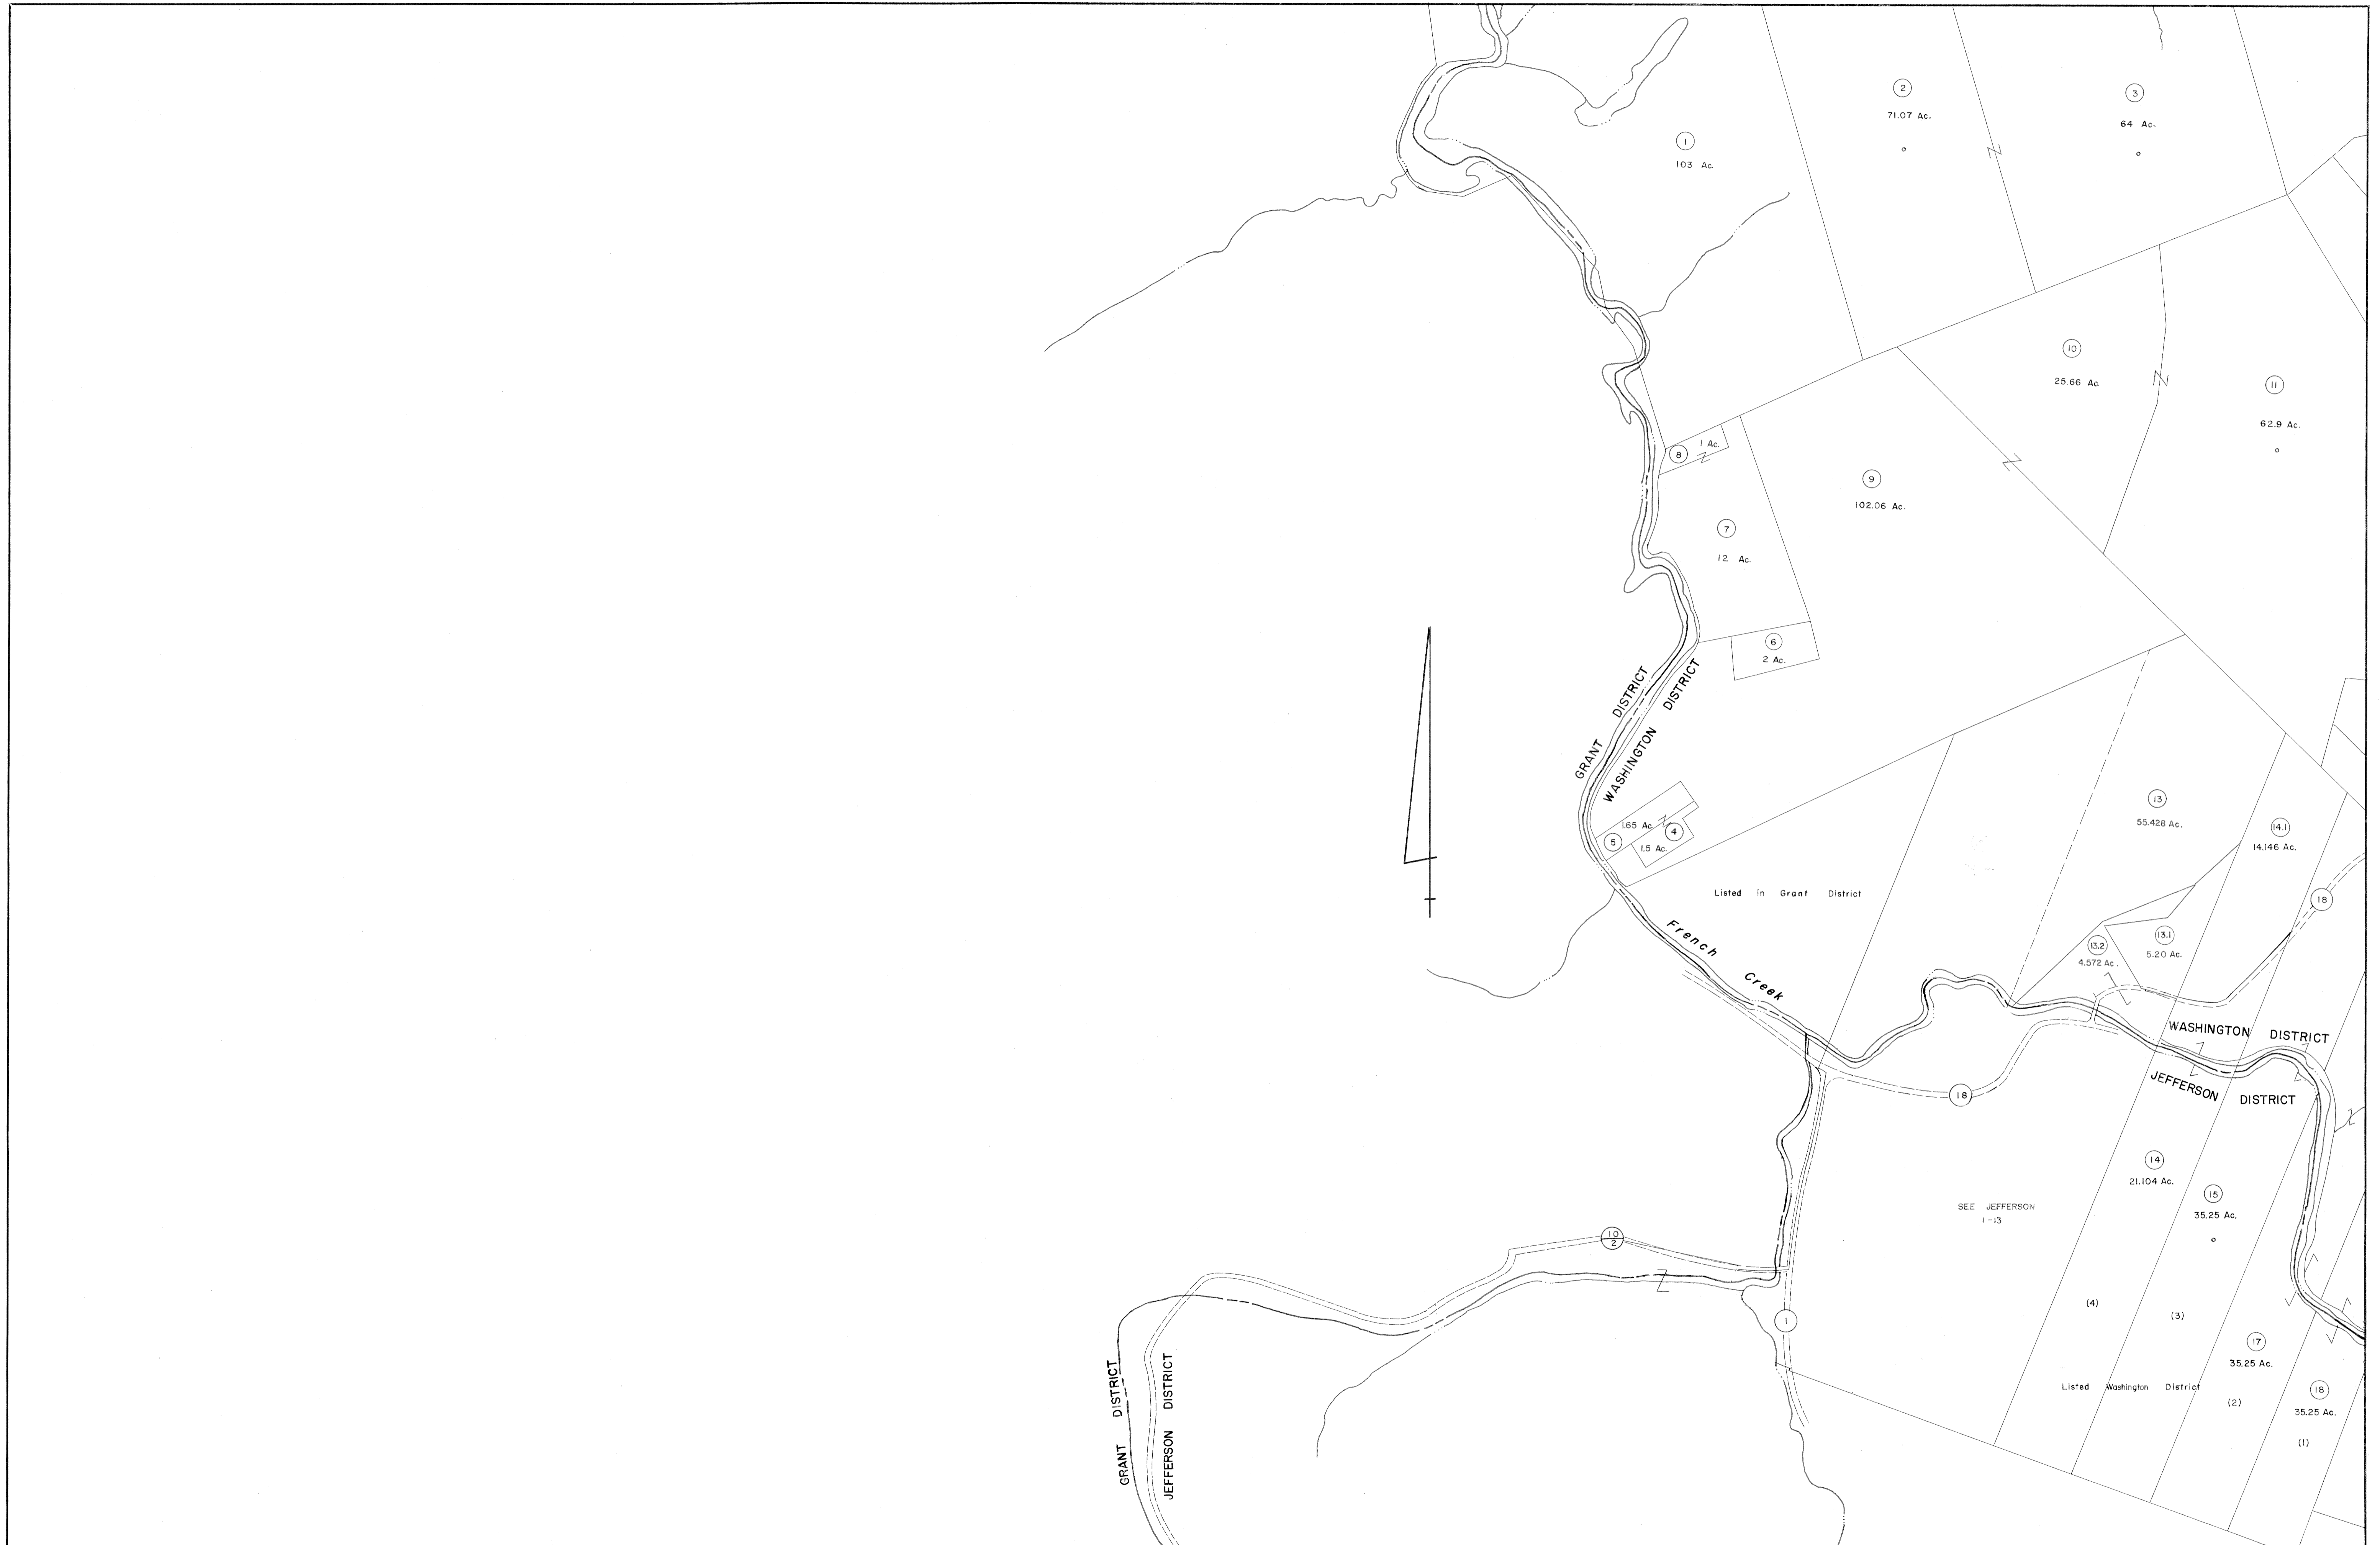 2
71.07 Ac.
3
64 Ac.
1
103 Ac.
10
25.66 Ac.
11
62.9 Ac.
8
1 Ac.
9
102.06 Ac.
7
12 Ac.
6
2 Ac.
GRANT DISTRICT
WASHINGTON DISTRICT
1.65 Ac.
4
5
1.5 Ac.
13
55.428 Ac.
14.1
14.146 Ac.
Listed in Grant District
18
French Creek
13.2
4.572 Ac.
13.1
5.20 Ac.
WASHINGTON DISTRICT
JEFFERSON DISTRICT
18
14
21.104 Ac.
15
35.25 Ac.
SEE JEFFERSON
1-13
10
2
1
(4)
(3)
17
35.25 Ac.
Listed Washington District
(2)
18
35.25 Ac.
(1)
GRANT DISTRICT
JEFFERSON DISTRICT